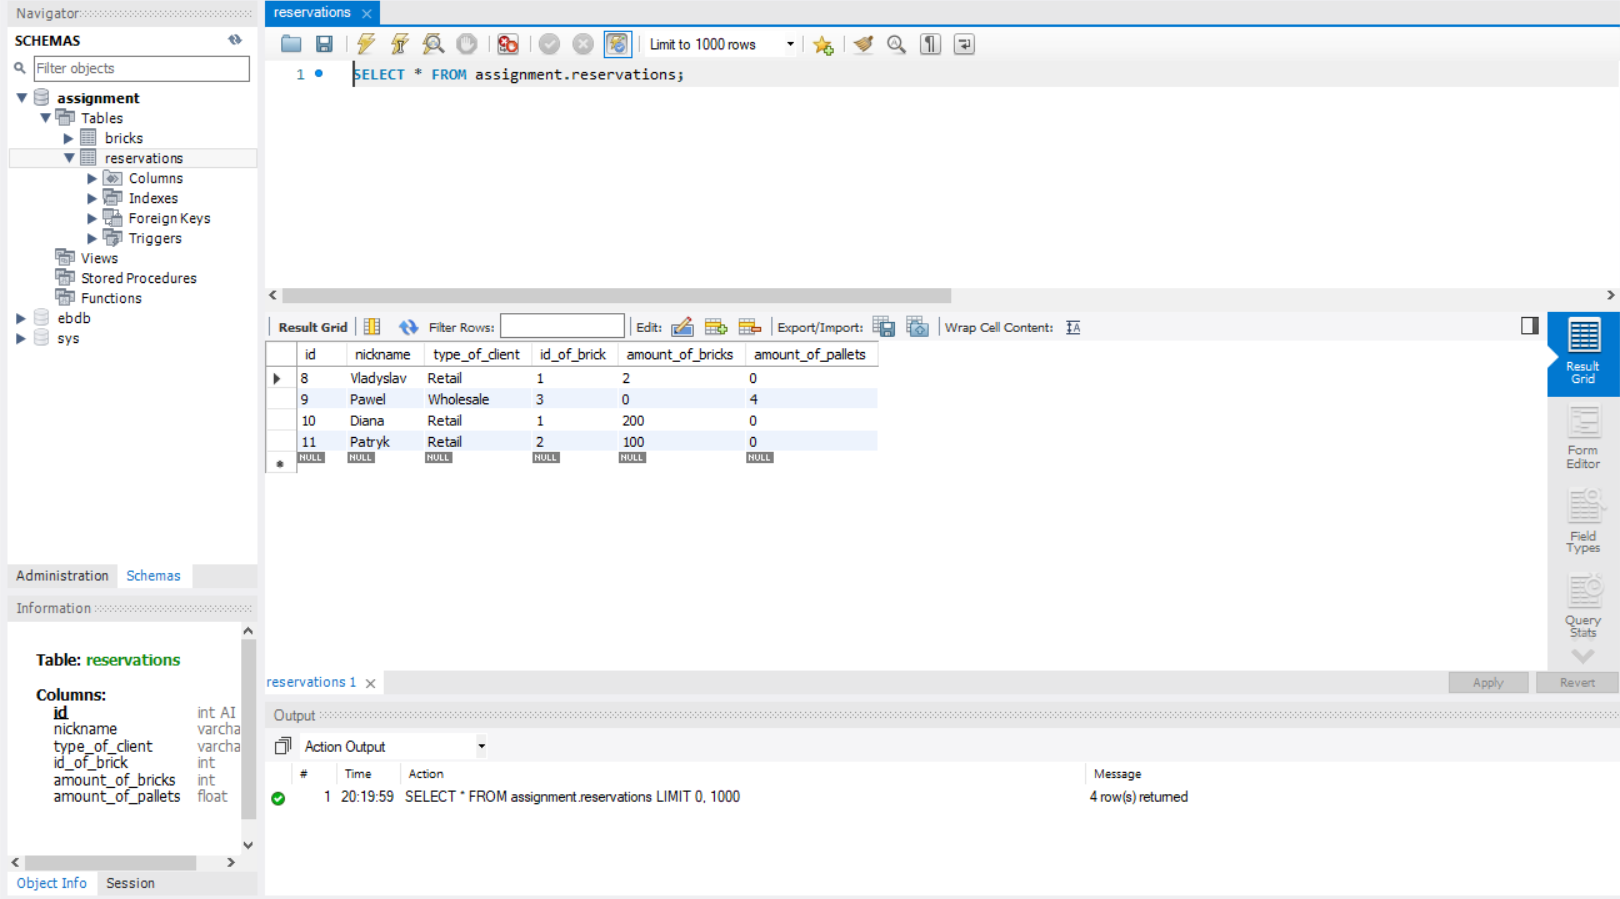 Navigator
SCHEMAS
Filter objects
assignment
Tables
bricks
reservations
Columns
Indexes
Foreign Keys
Triggers
Views
Stored Procedures
Functions
ebdb
sys
Administration Schemas
Information
Table: reservations
Columns:
id int AI
nickname varcha
type_of_client varcha
id_of_brick int
amount_of_bricks int
amount_of_pallets float
Object Info Session
reservations
Limit to 1000 rows
1 SELECT * FROM assignment.reservations;
Result Grid Filter Rows: Edit: Export/Import: Wrap Cell Content: IA
id nickname type_of_client id_of_brick amount_of_bricks amount_of_pallets
8 Vladyslav Retail 1 2 0
9 Pawel Wholesale 3 0 4
10 Diana Retail 1 200 0
11 Patryk Retail 2 100 0
NULL NULL NULL NULL NULL NULL
Result
Grid
Form
Editor
Field
Types
Query
Stats
reservations 1 Apply Revert
Output
Action Output
# Time Action Message
1 20:19:59 SELECT * FROM assignment.reservations LIMIT 0, 1000 4 row(s) returned